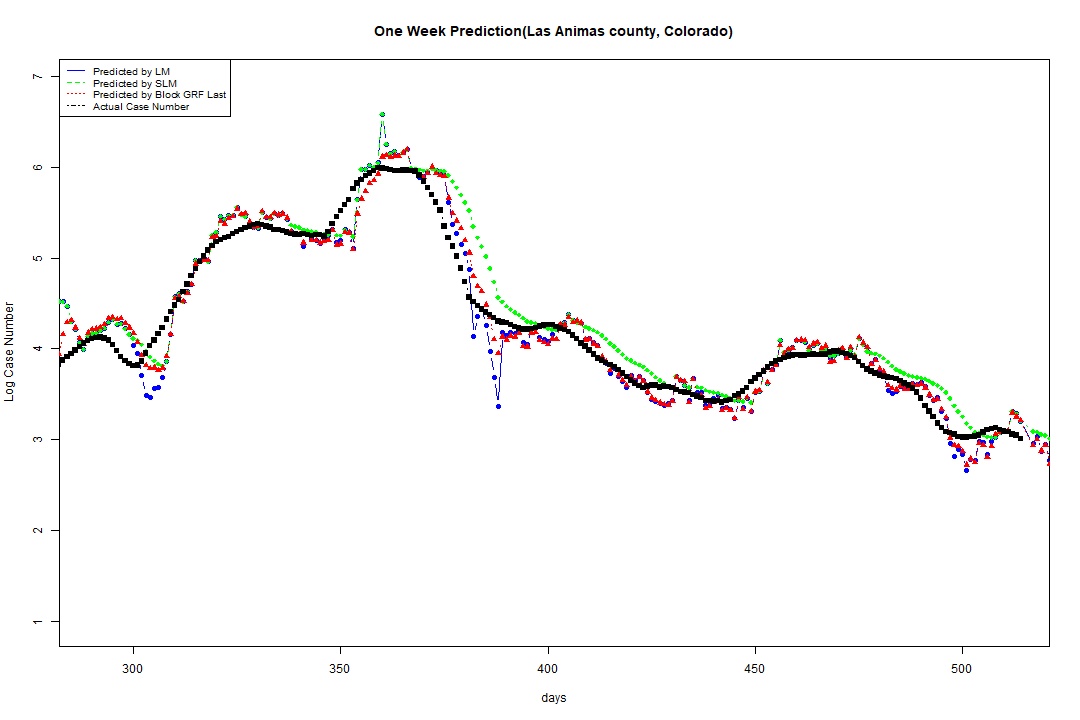 One Week Prediction(Las Animas county, Colorado)
Predicted by LM
Predicted by SLM
Predicted by Block GRF Last
Actual Case Number
Log Case Number
7
6
5
4
3
2
1
300 350 400 450 500
days